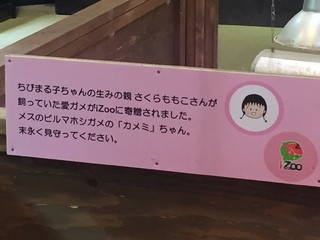 ちびまる子ちゃんの生みの親 さくらももこさんが
飼っていた愛ガメがiZooに寄贈されました。
メスのビルマホシガメの「カメミ」ちゃん。
末永く見守ってください。
iZoo